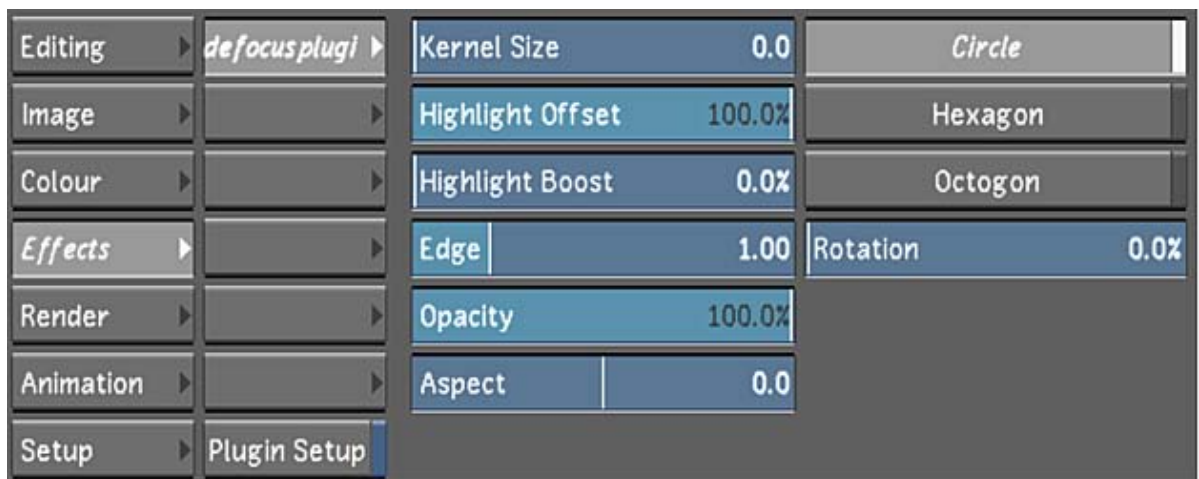 Editing
defocusplugi
Kernel Size 0.0
Circle
Image
Highlight Offset 100.0%
Hexagon
Colour
Highlight Boost 0.0%
Octogon
Effects
Edge 1.00
Rotation 0.0%
Render
Opacity 100.0%
Animation
Aspect 0.0
Setup
Plugin Setup